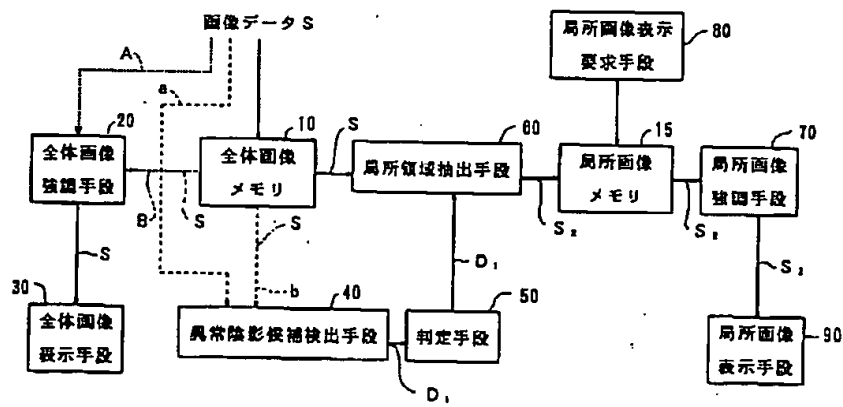 画像データS
A
a
20
全体画像
強調手段
B
S
10
全体画像
メモリ
S
60
局所領域抽出手段
S₂
80
局所画像表示
要求手段
15
局所画像
メモリ
S₂
70
局所画像
強調手段
S
30
全体画像
表示手段
S
b
40
異常陰影候補検出手段
D₁
50
判定手段
D₁
S₂
局所画像
表示手段
90